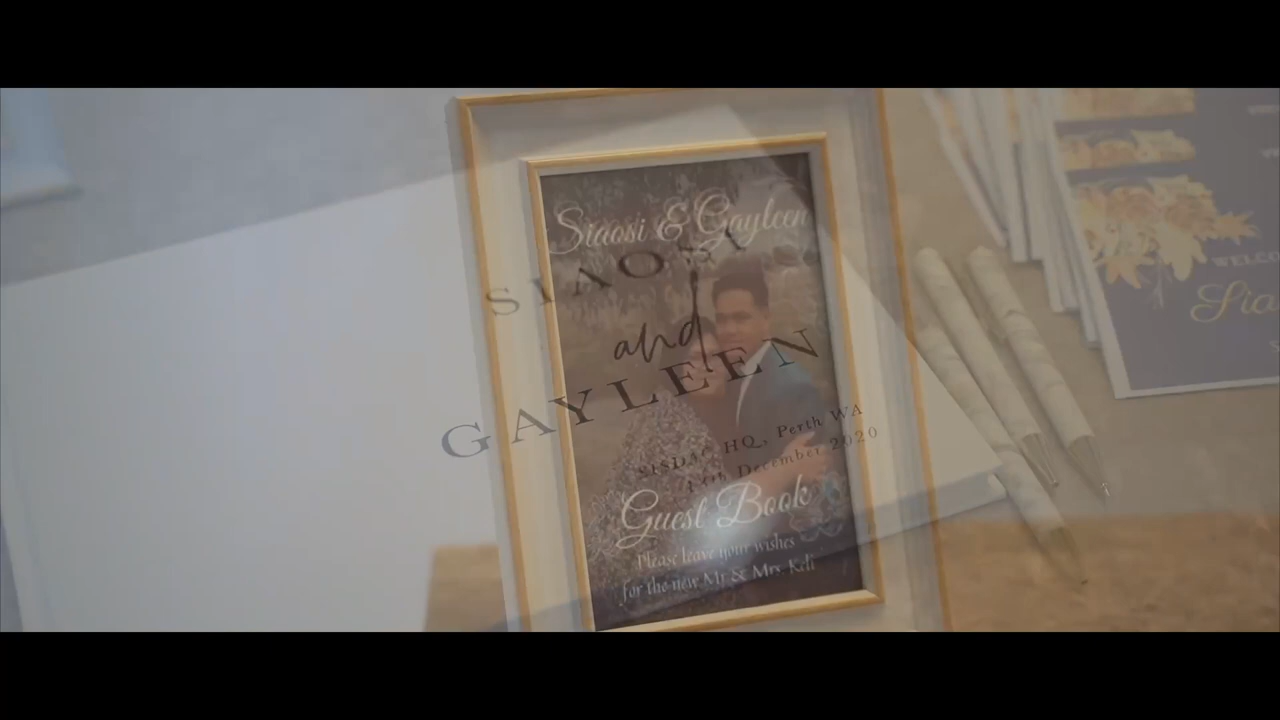 Siaosi & Gayleen
SIAOSI
and
GAYLEEN
HQ, Perth WA
December 2020
Guest Book
Please leave your wishes
for the new Mr & Mrs. Keli